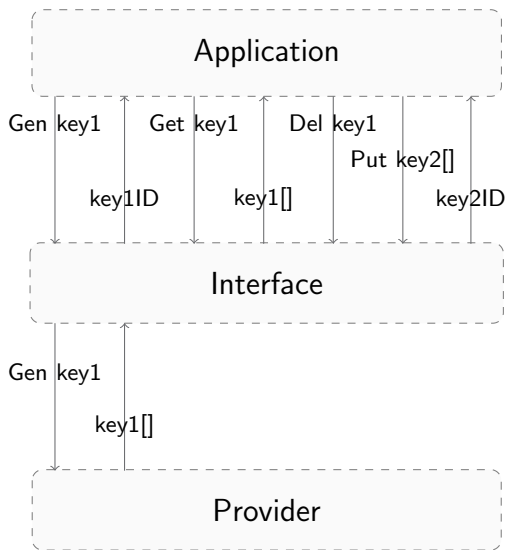 Application
Gen key1
Get key1
Del key1
Put key2[]
key1ID
key1[]
key2ID
Interface
Gen key1
key1[]
Provider